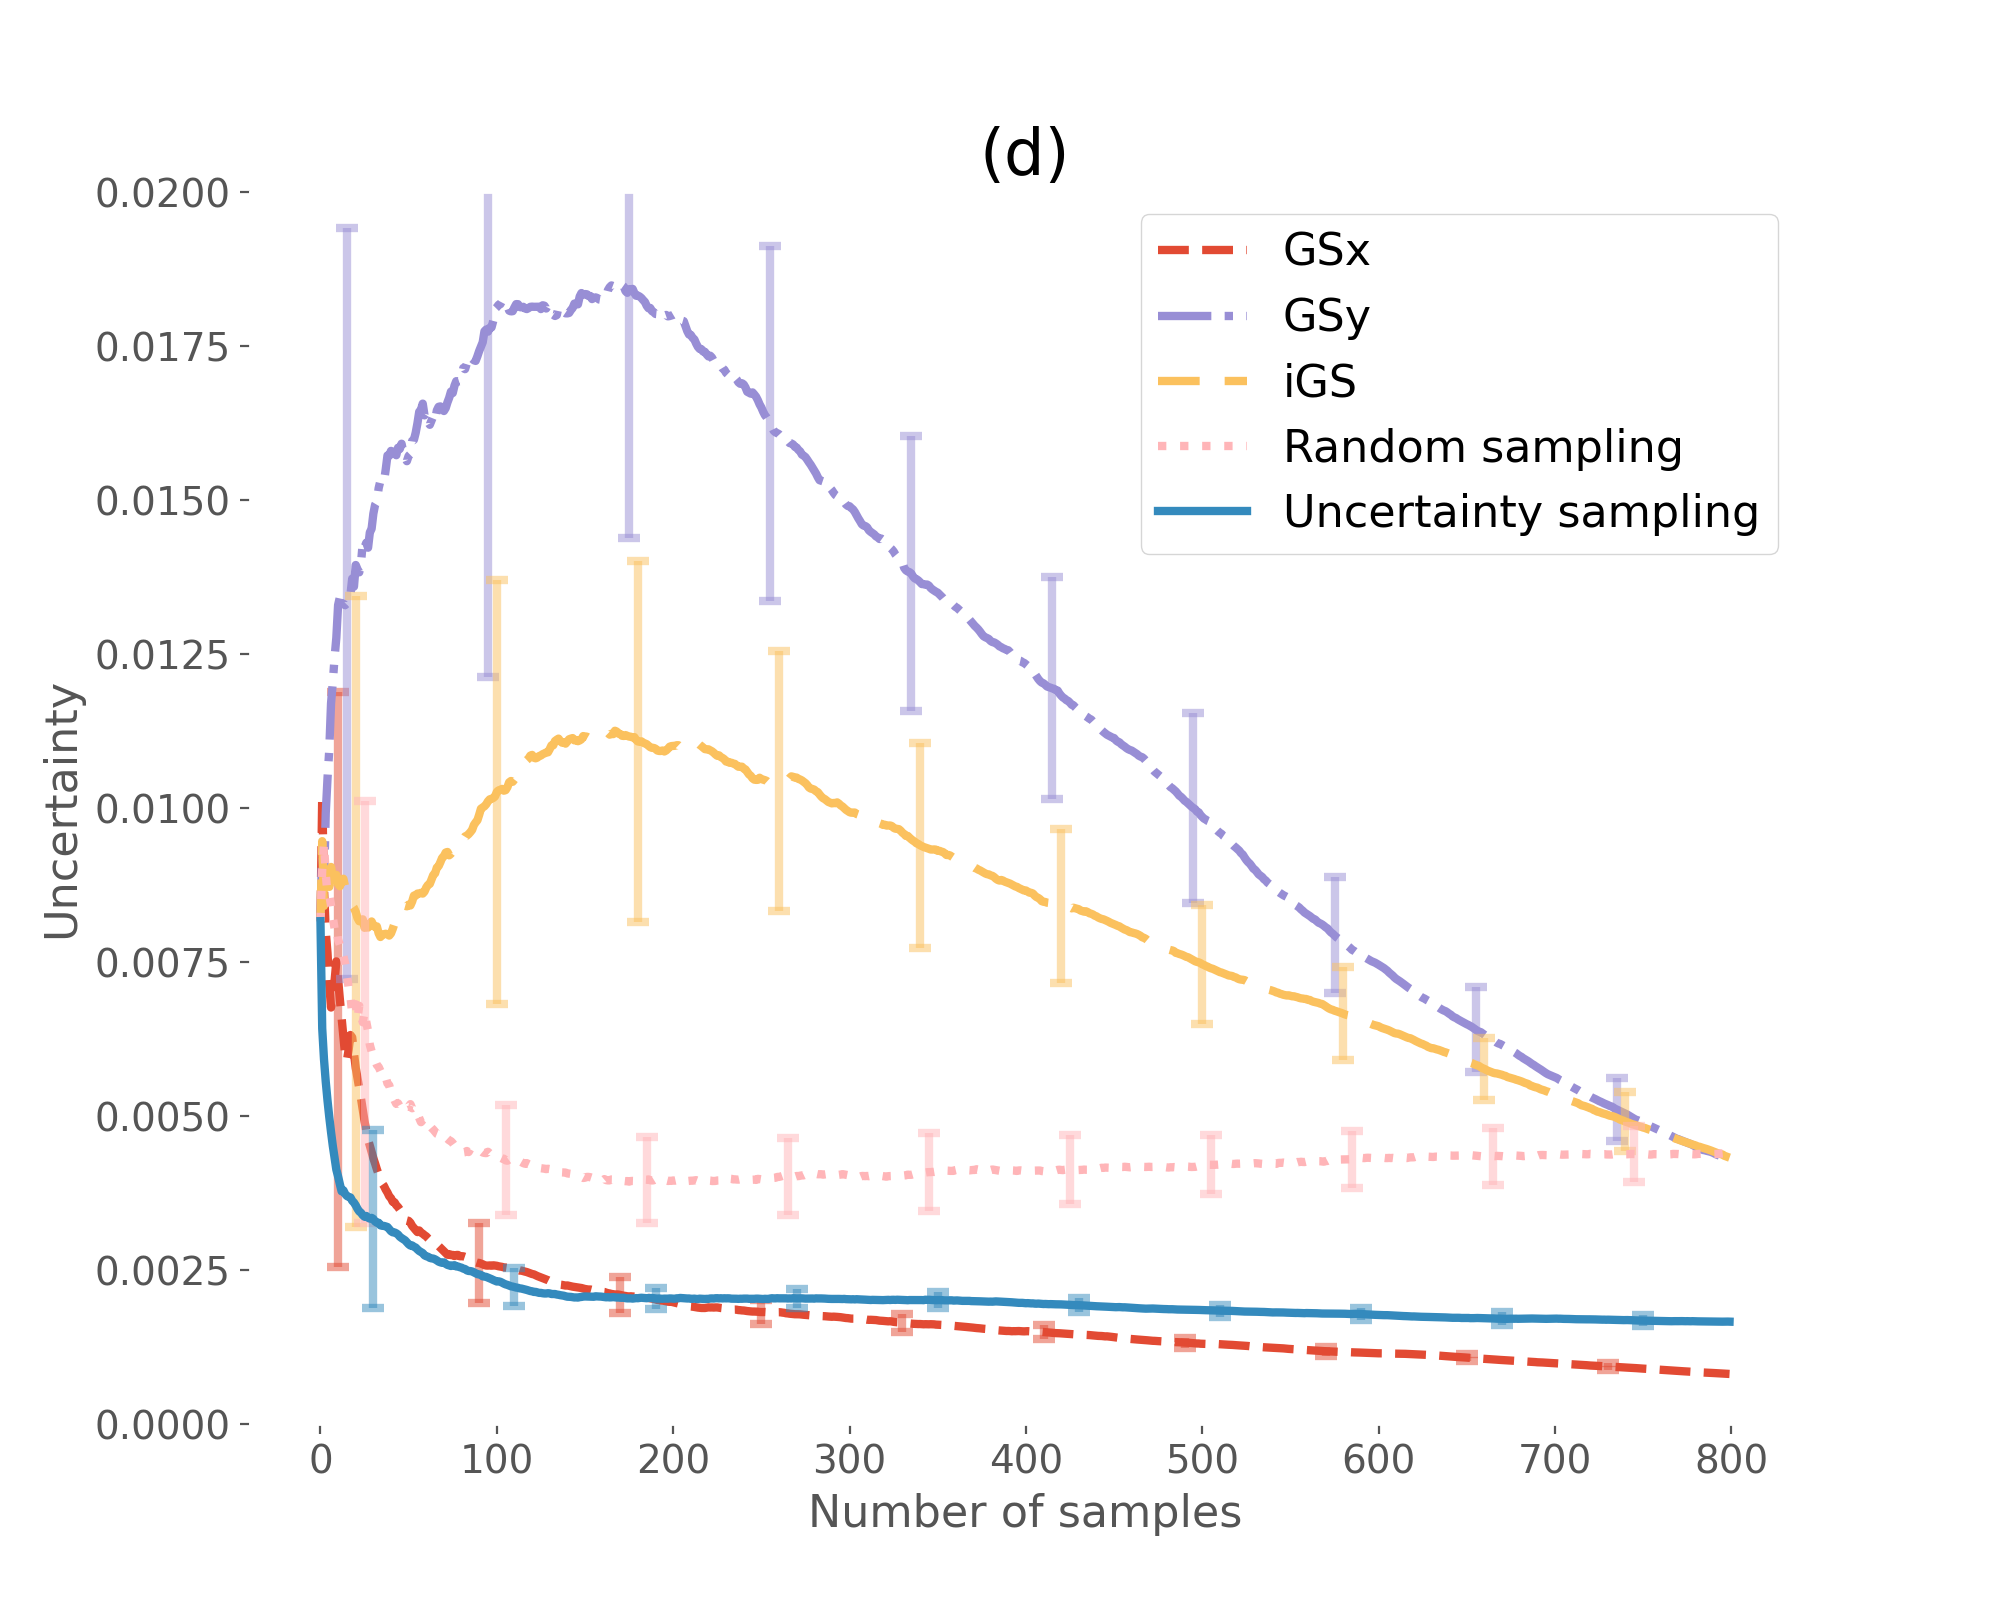 (d)
0.0200
0.0175
0.0150
0.0125
0.0100
0.0075
0.0050
0.0025
0.0000
Uncertainty
GSx
GSy
iGS
Random sampling
Uncertainty sampling
0 100 200 300 400 500 600 700 800
Number of samples